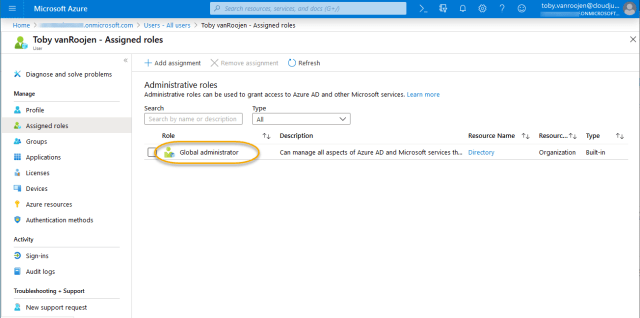 Microsoft Azure
Search resources, services, and docs (G+/)
toby.vanroojen@cloudju...
ONMICROSOFT...
Home > .onmicrosoft.com > Users - All users > Toby vanRoojen - Assigned roles
Toby vanRoojen - Assigned roles
User
Diagnose and solve problems
Manage
Profile
Assigned roles
Groups
Applications
Licenses
Devices
Azure resources
Authentication methods
Activity
Sign-ins
Audit logs
Troubleshooting + Support
New support request
Add assignment Remove assignment Refresh
Administrative roles
Administrative roles can be used to grant access to Azure AD and other Microsoft services. Learn more
Search Type
Search by name or description All
Role Description Resource Name Resourc... Type
Global administrator Can manage all aspects of Azure AD and Microsoft services th... Directory Organization Built-in